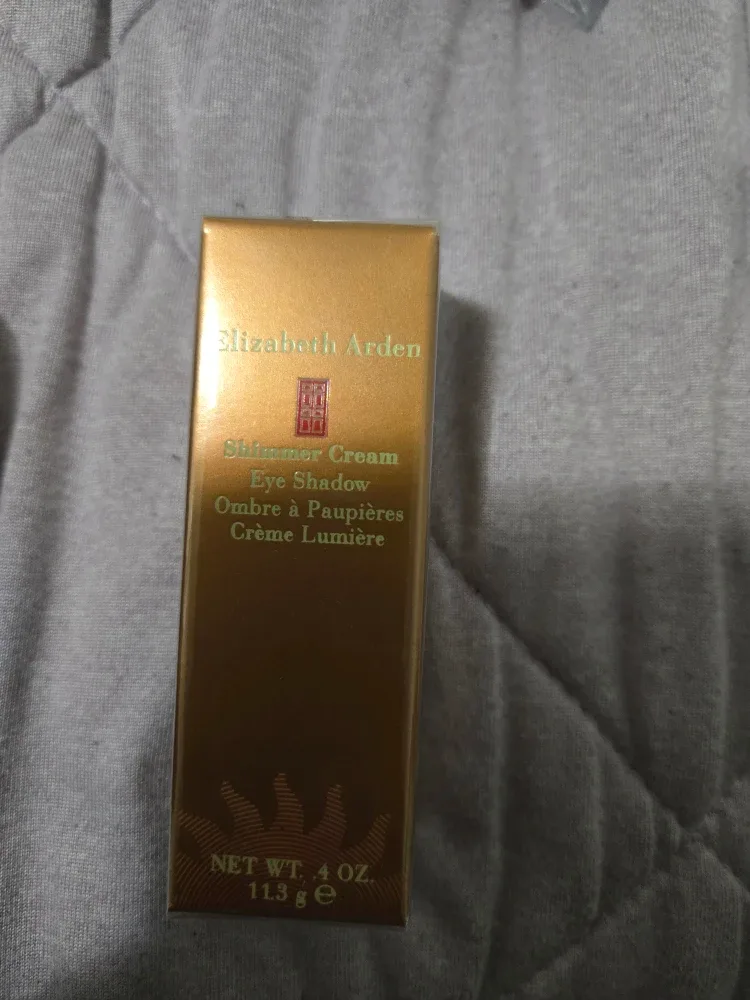 Elizabeth Arden
Shimmer Cream
Eye Shadow
Ombre à Paupières
Crème Lumière
NET WT. .4 OZ.
11.3 g ℮